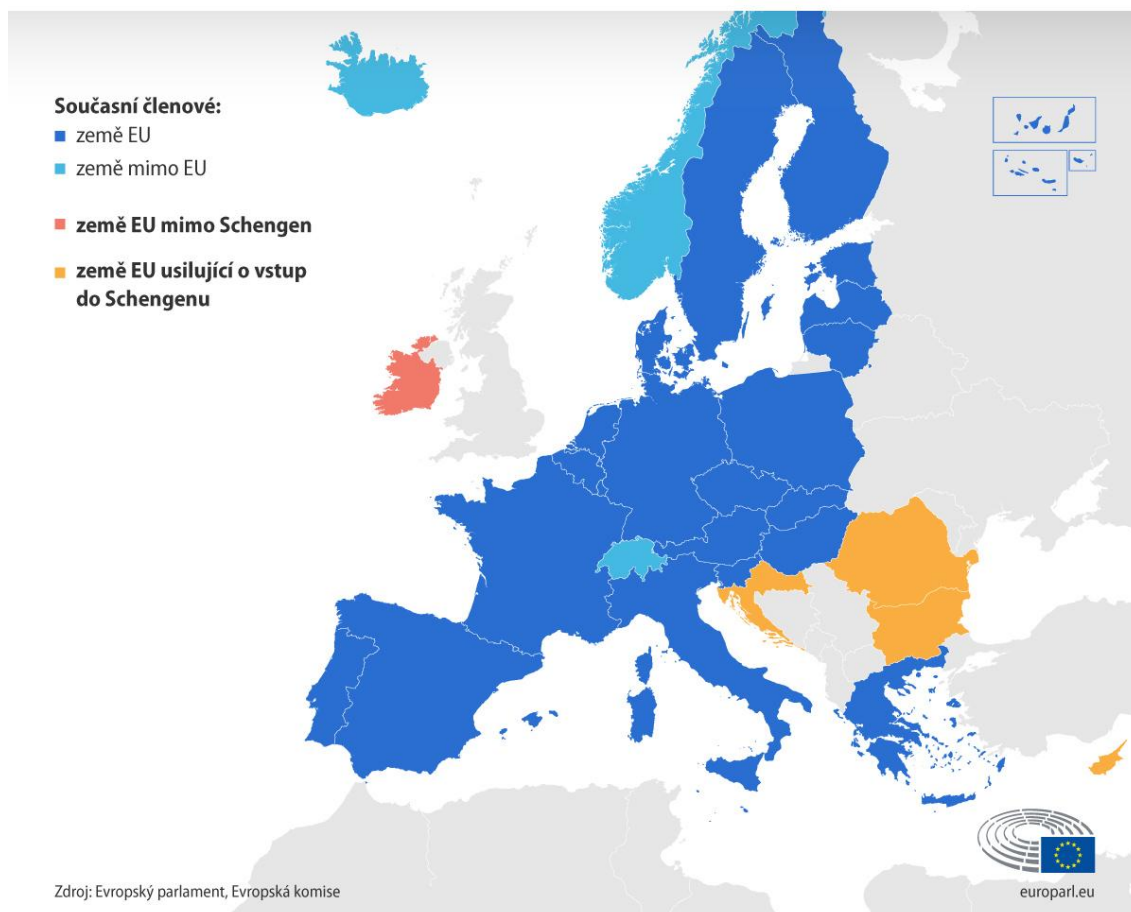 Současní členové:
země EU
země mimo EU
země EU mimo Schengen
země EU usilující o vstup
do Schengenu
Zdroj: Evropský parlament, Evropská komise
europarl.eu